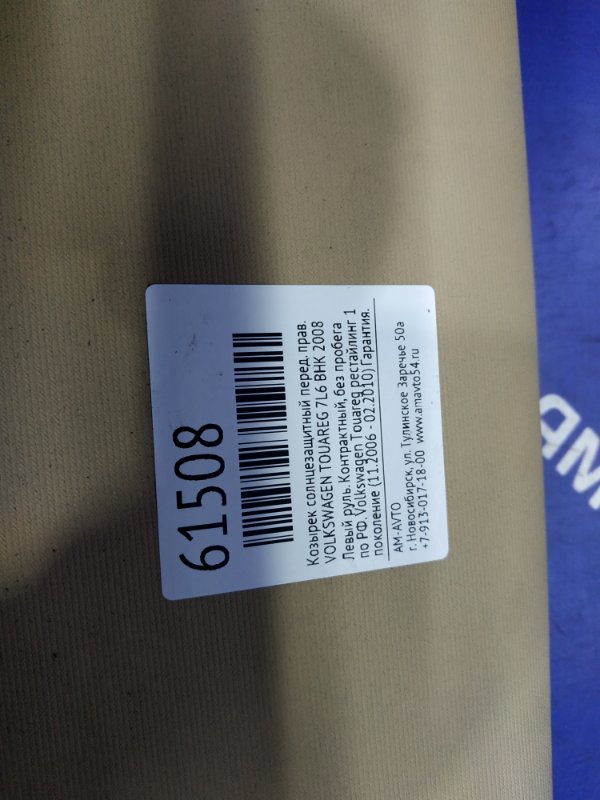 61508
Козырек солнцезащитный перед. прав.
VOLKSWAGEN TOUAREG 7L6 BHK 2008
Левый руль. Контрактный, без пробега
по РФ. Volkswagen Touareg рестайлинг 1
поколение (11.2006 - 02.2010) Гарантия.
AM-AVTO
г. Новосибирск, ул. Тулинское Заречье 50а
+7-913-017-18-00 www.amavto54.ru
AM